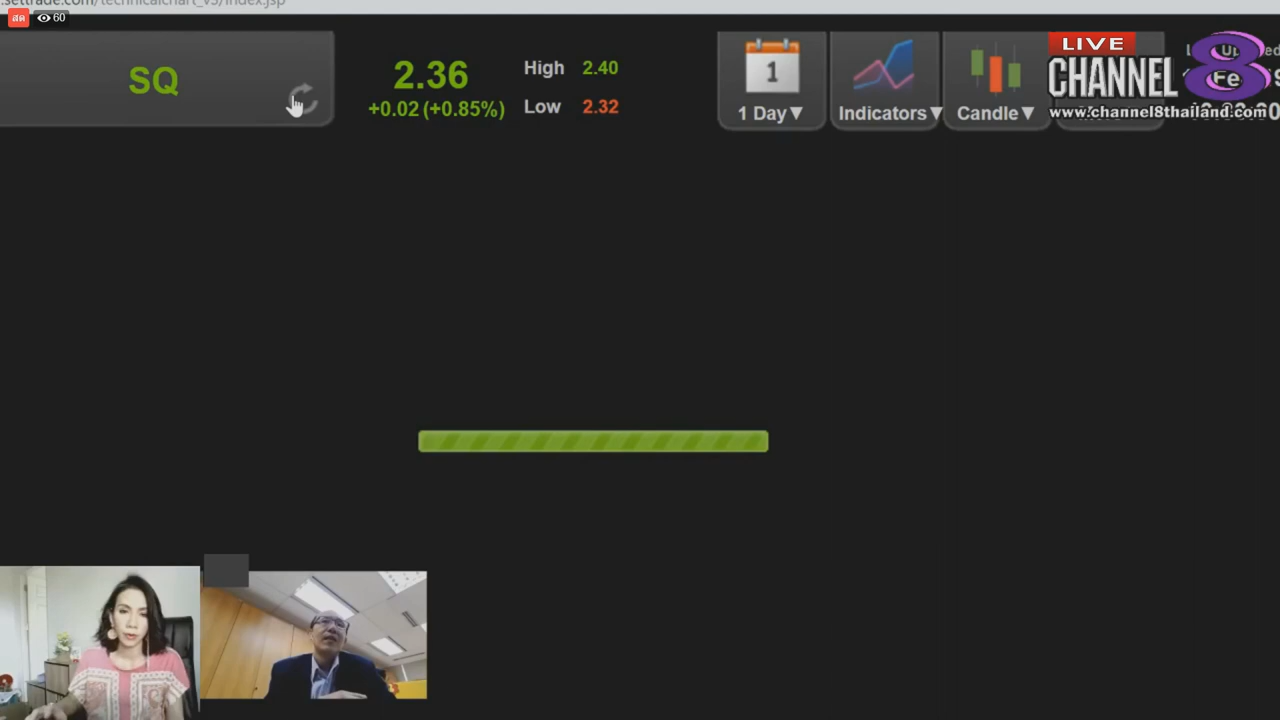 .settrade.com/technicalchart_v3/index.jsp
สด 60
SQ
2.36
+0.02 (+0.85%)
High 2.40
Low 2.32
1
1 Day▼
Indicators▼
Candle▼
LIVE
CHANNEL 8
www.channel8thailand.com